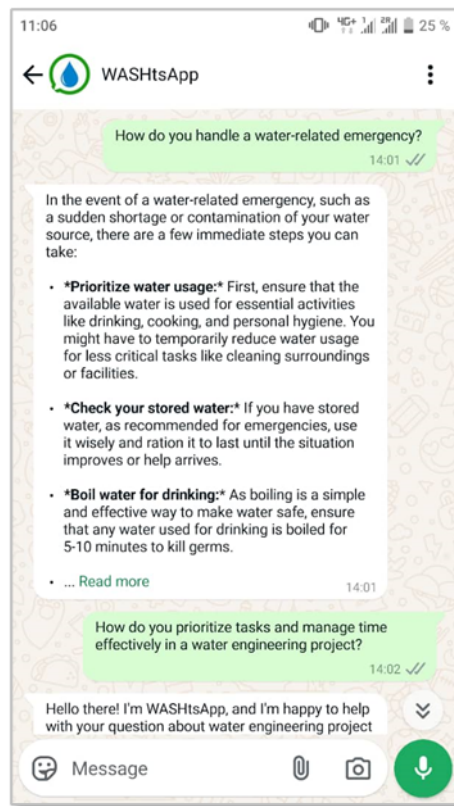 11:06 4G+ 1 2R 25 %
WASHtsApp
How do you handle a water-related emergency?
14:01
In the event of a water-related emergency, such as
a sudden shortage or contamination of your water
source, there are a few immediate steps you can
take:
• *Prioritize water usage:* First, ensure that the
available water is used for essential activities
like drinking, cooking, and personal hygiene. You
might have to temporarily reduce water usage
for less critical tasks like cleaning surroundings
or facilities.
• *Check your stored water:* If you have stored
water, as recommended for emergencies, use
it wisely and ration it to last until the situation
improves or help arrives.
• *Boil water for drinking:* As boiling is a simple
and effective way to make water safe, ensure
that any water used for drinking is boiled for
5-10 minutes to kill germs.
• ... Read more
14:01
How do you prioritize tasks and manage time
effectively in a water engineering project?
14:02
Hello there! I'm WASHtsApp, and I'm happy to help
with your question about water engineering project
Message